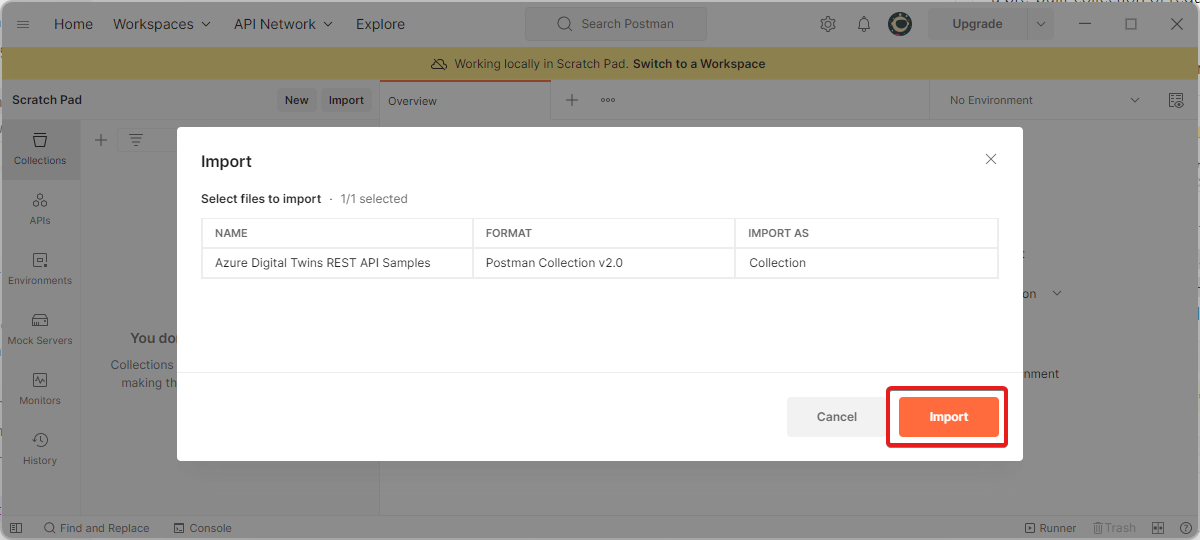 Home Workspaces API Network Explore Search Postman Upgrade
Working locally in Scratch Pad. Switch to a Workspace
Scratch Pad New Import Overview ooo No Environment
Collections
APIs
Environments
Mock Servers
Monitors
History
You do
Collections
making th
Import
Select files to import · 1/1 selected
NAME FORMAT IMPORT AS
Azure Digital Twins REST API Samples Postman Collection v2.0 Collection
on
nment
Cancel Import
Find and Replace Console Runner Trash